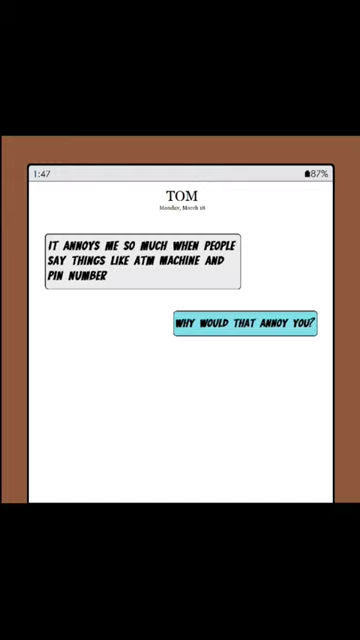 1:47
87%
TOM
Monday, March 18
IT ANNOYS ME SO MUCH WHEN PEOPLE
SAY THINGS LIKE ATM MACHINE AND
PIN NUMBER
WHY WOULD THAT ANNOY YOU?